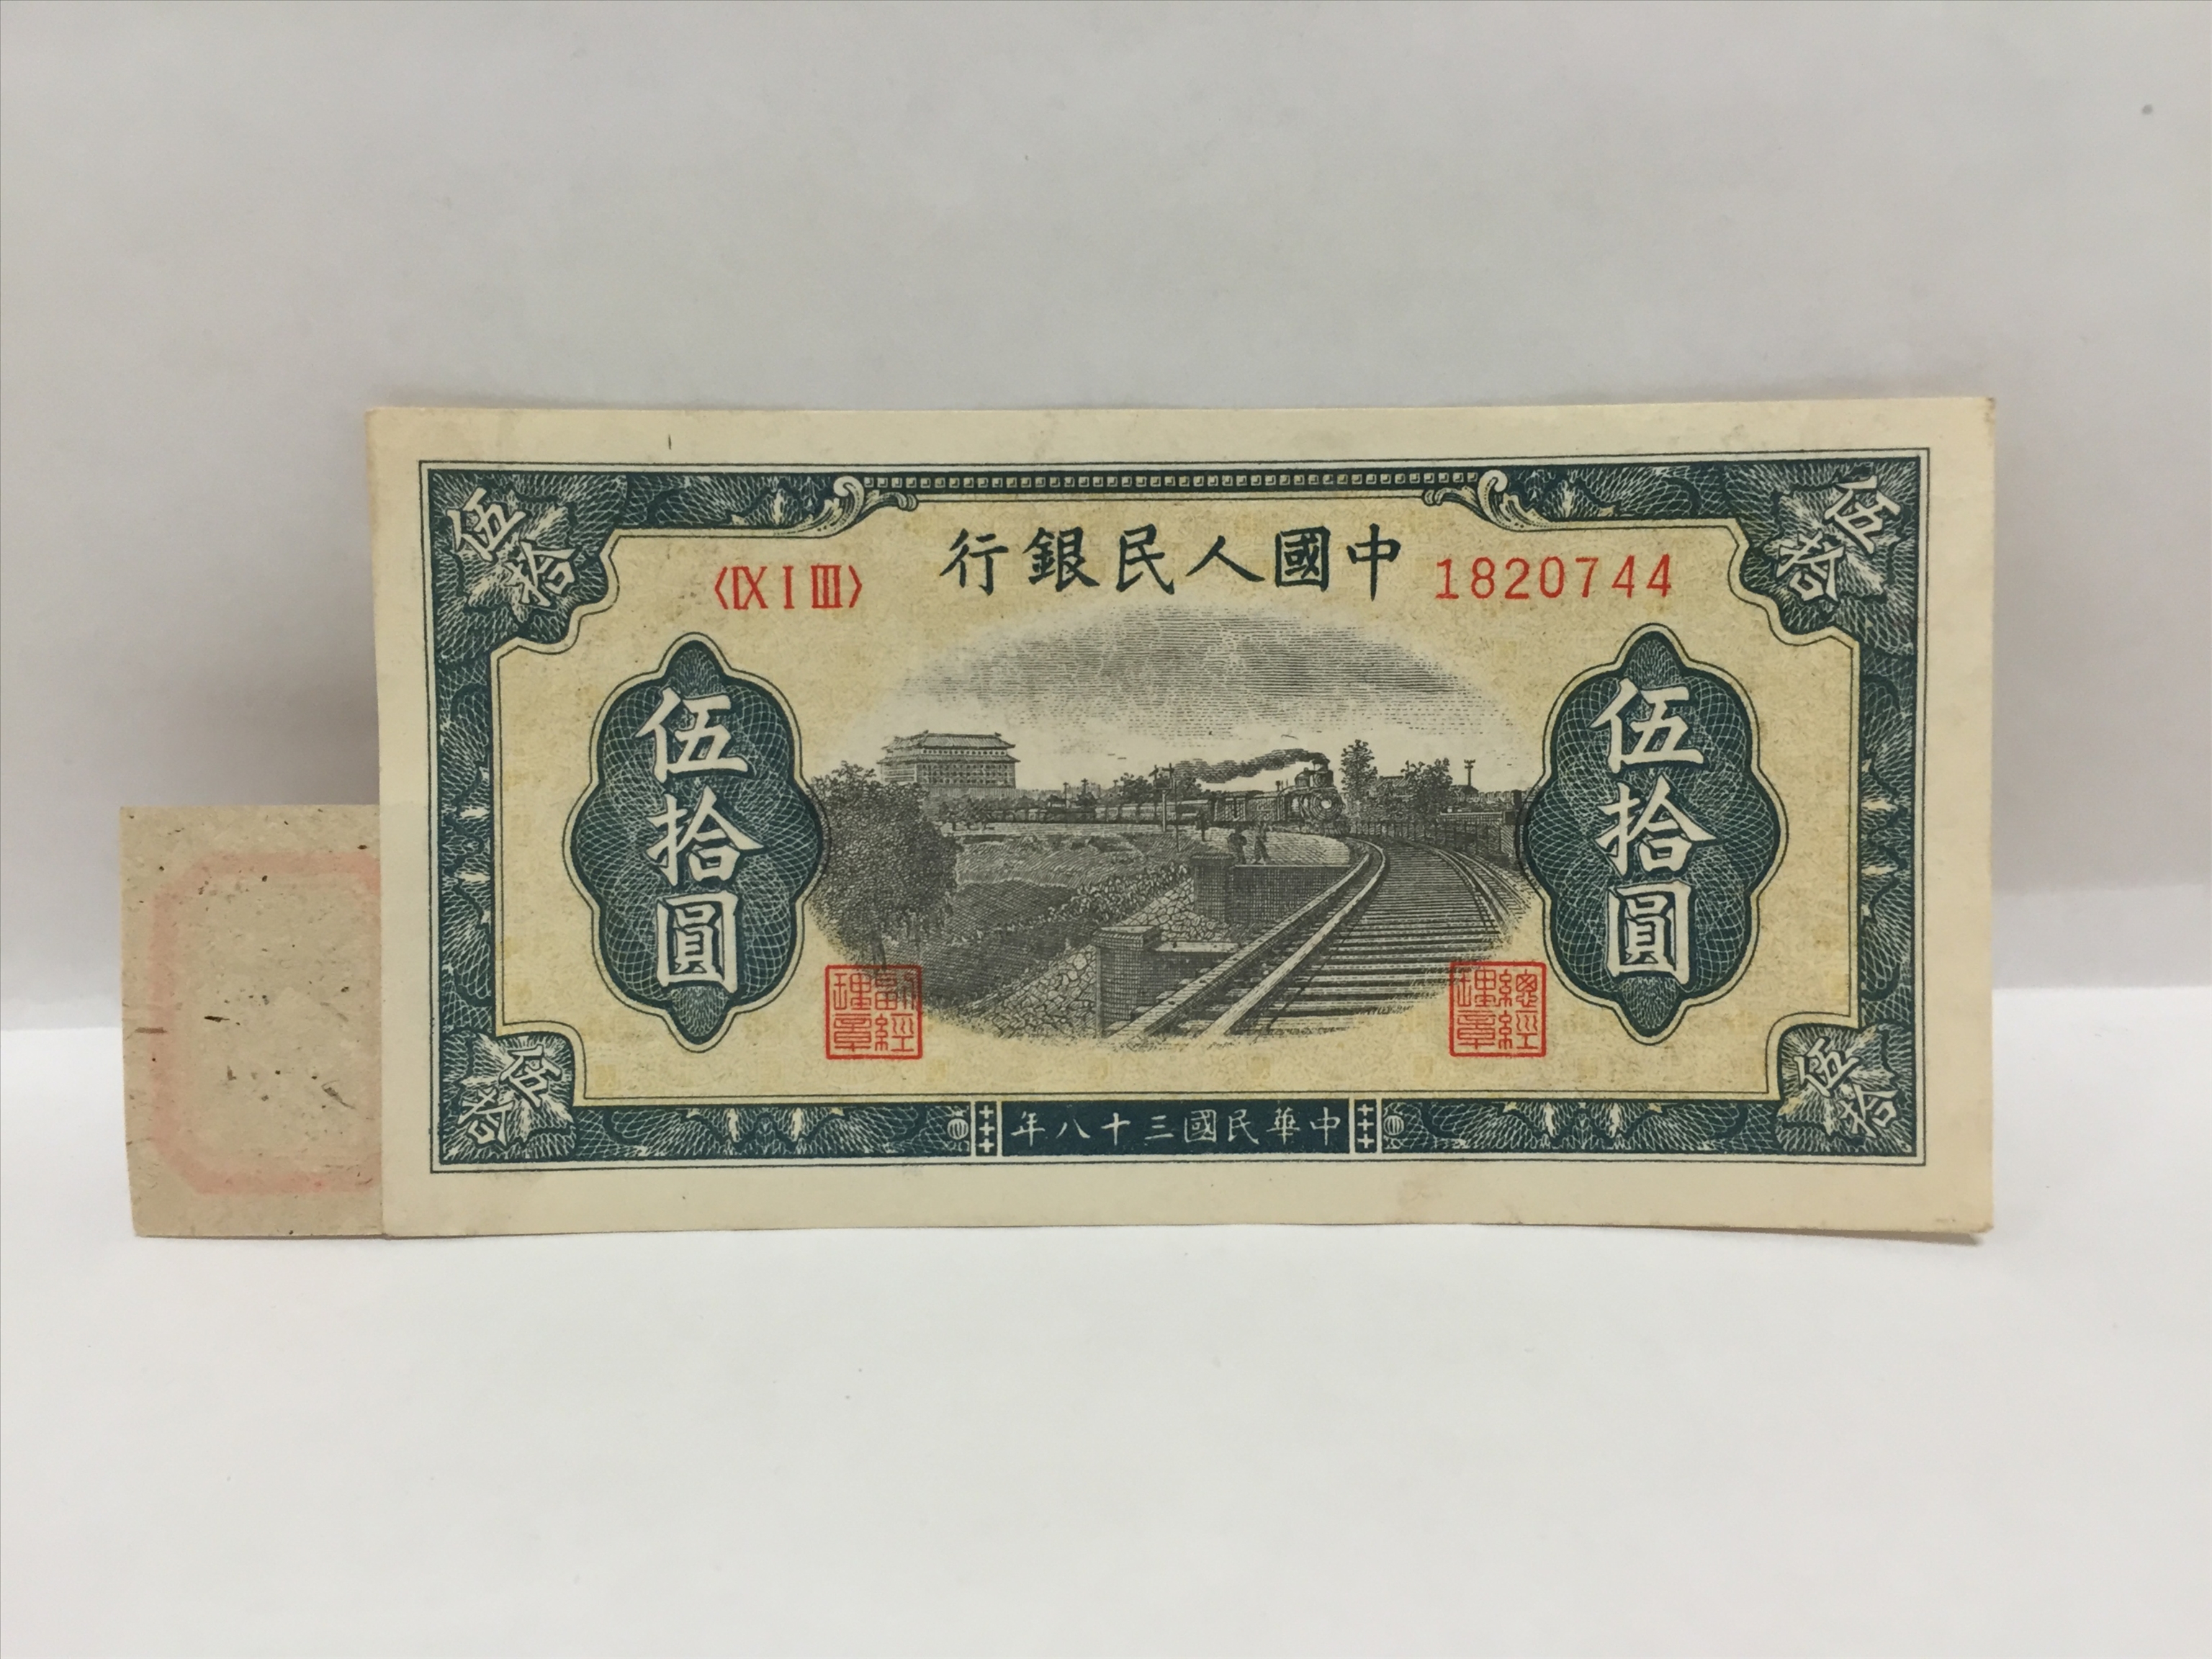 伍拾
伍拾
中國人民銀行
〈Ⅸ Ⅰ Ⅲ〉
1820744
伍拾圓
伍拾圓
副經理章
總經理章
伍拾
伍拾
中華民國三十八年